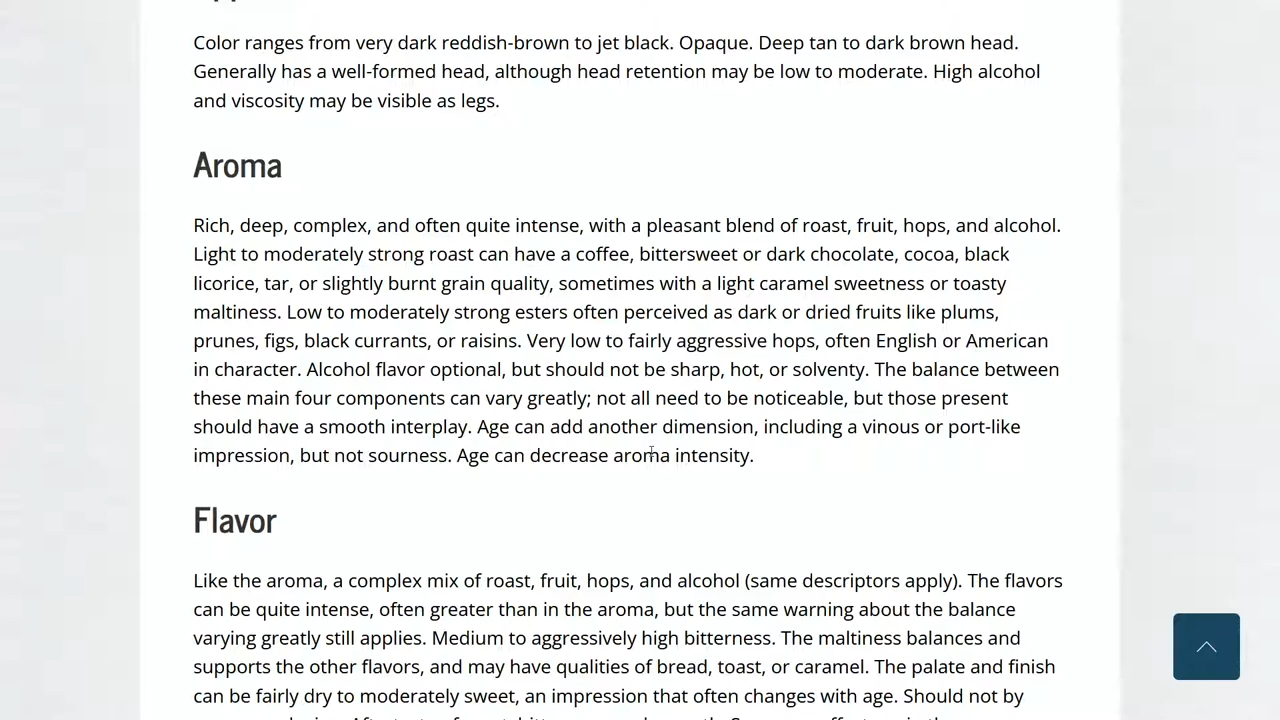 Color ranges from very dark reddish-brown to jet black. Opaque. Deep tan to dark brown head.
Generally has a well-formed head, although head retention may be low to moderate. High alcohol
and viscosity may be visible as legs.
Aroma
Rich, deep, complex, and often quite intense, with a pleasant blend of roast, fruit, hops, and alcohol.
Light to moderately strong roast can have a coffee, bittersweet or dark chocolate, cocoa, black
licorice, tar, or slightly burnt grain quality, sometimes with a light caramel sweetness or toasty
maltiness. Low to moderately strong esters often perceived as dark or dried fruits like plums,
prunes, figs, black currants, or raisins. Very low to fairly aggressive hops, often English or American
in character. Alcohol flavor optional, but should not be sharp, hot, or solventy. The balance between
these main four components can vary greatly; not all need to be noticeable, but those present
should have a smooth interplay. Age can add another dimension, including a vinous or port-like
impression, but not sourness. Age can decrease aroma intensity.
Flavor
Like the aroma, a complex mix of roast, fruit, hops, and alcohol (same descriptors apply). The flavors
can be quite intense, often greater than in the aroma, but the same warning about the balance
varying greatly still applies. Medium to aggressively high bitterness. The maltiness balances and
supports the other flavors, and may have qualities of bread, toast, or caramel. The palate and finish
can be fairly dry to moderately sweet, an impression that often changes with age. Should not by